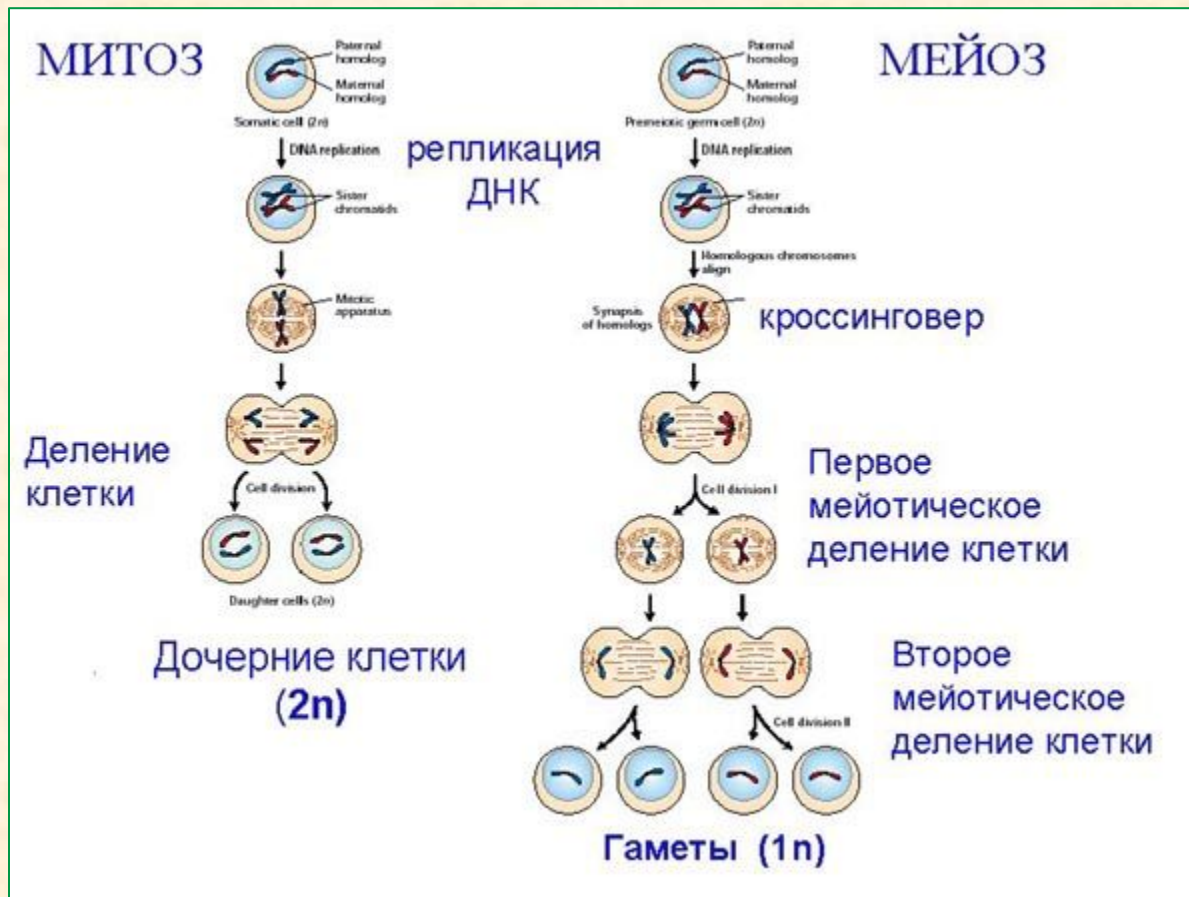 МИТОЗ
Paternal
homolog
Maternal
homolog
Somatic cell (2n)
DNA replication
Sister
chromatids
Mitotic
apparatus
Деление
клетки
Cell division
Daughter cells (2n)
Дочерние клетки
(2n)
репликация
ДНК
МЕЙОЗ
Paternal
homolog
Maternal
homolog
Premeiotic germ cell (2n)
DNA replication
Sister
chromatids
Homologous chromosomes
align
Synapsis
of homologs
кроссинговер
Cell division I
Первое
мейотическое
деление клетки
Второе
мейотическое
деление клетки
Cell division II
Гаметы (1n)